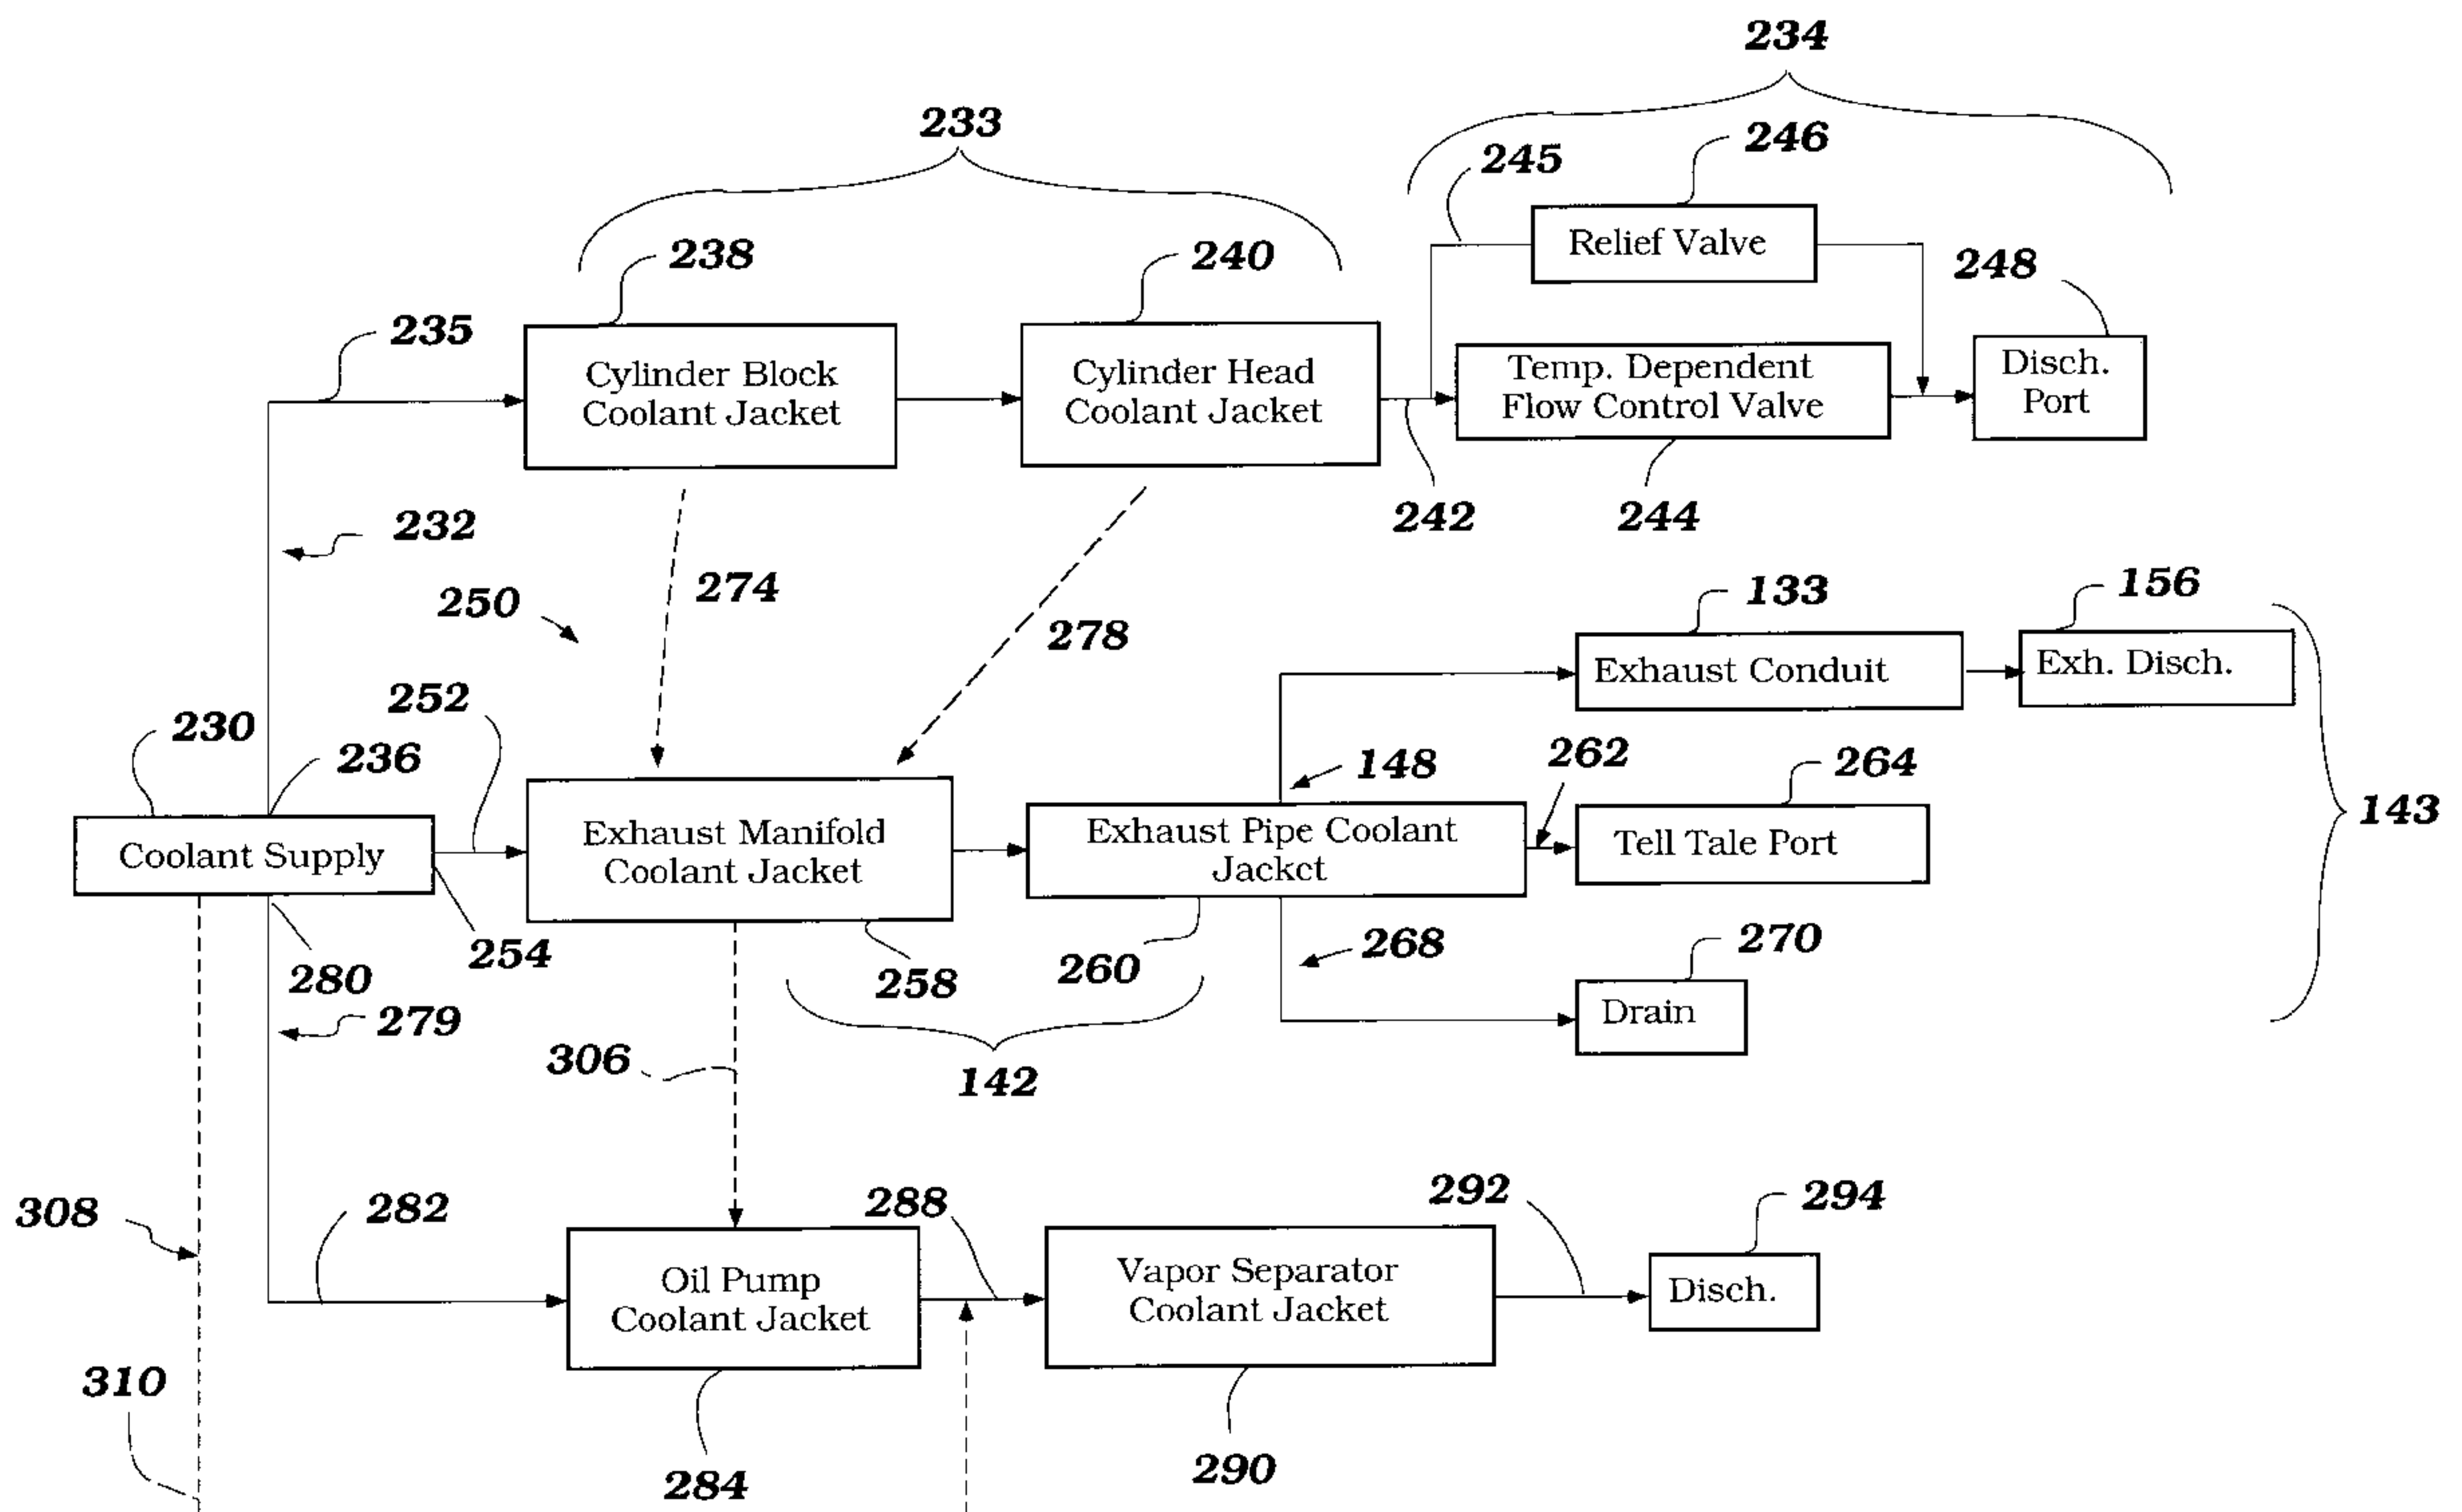 234
233
246
245
Relief Valve
248
238
240
235
Cylinder Block
Coolant Jacket
Cylinder Head
Coolant Jacket
Temp. Dependent
Flow Control Valve
Disch.
Port
242
244
232
274
250
278
133
156
Exhaust Conduit
Exh. Disch.
252
230
236
148
262
264
143
Coolant Supply
Exhaust Manifold
Coolant Jacket
Exhaust Pipe Coolant
Jacket
Tell Tale Port
254
280
258
260
268
270
279
Drain
306
142
308
282
288
292
294
Oil Pump
Coolant Jacket
Vapor Separator
Coolant Jacket
Disch.
310
284
290